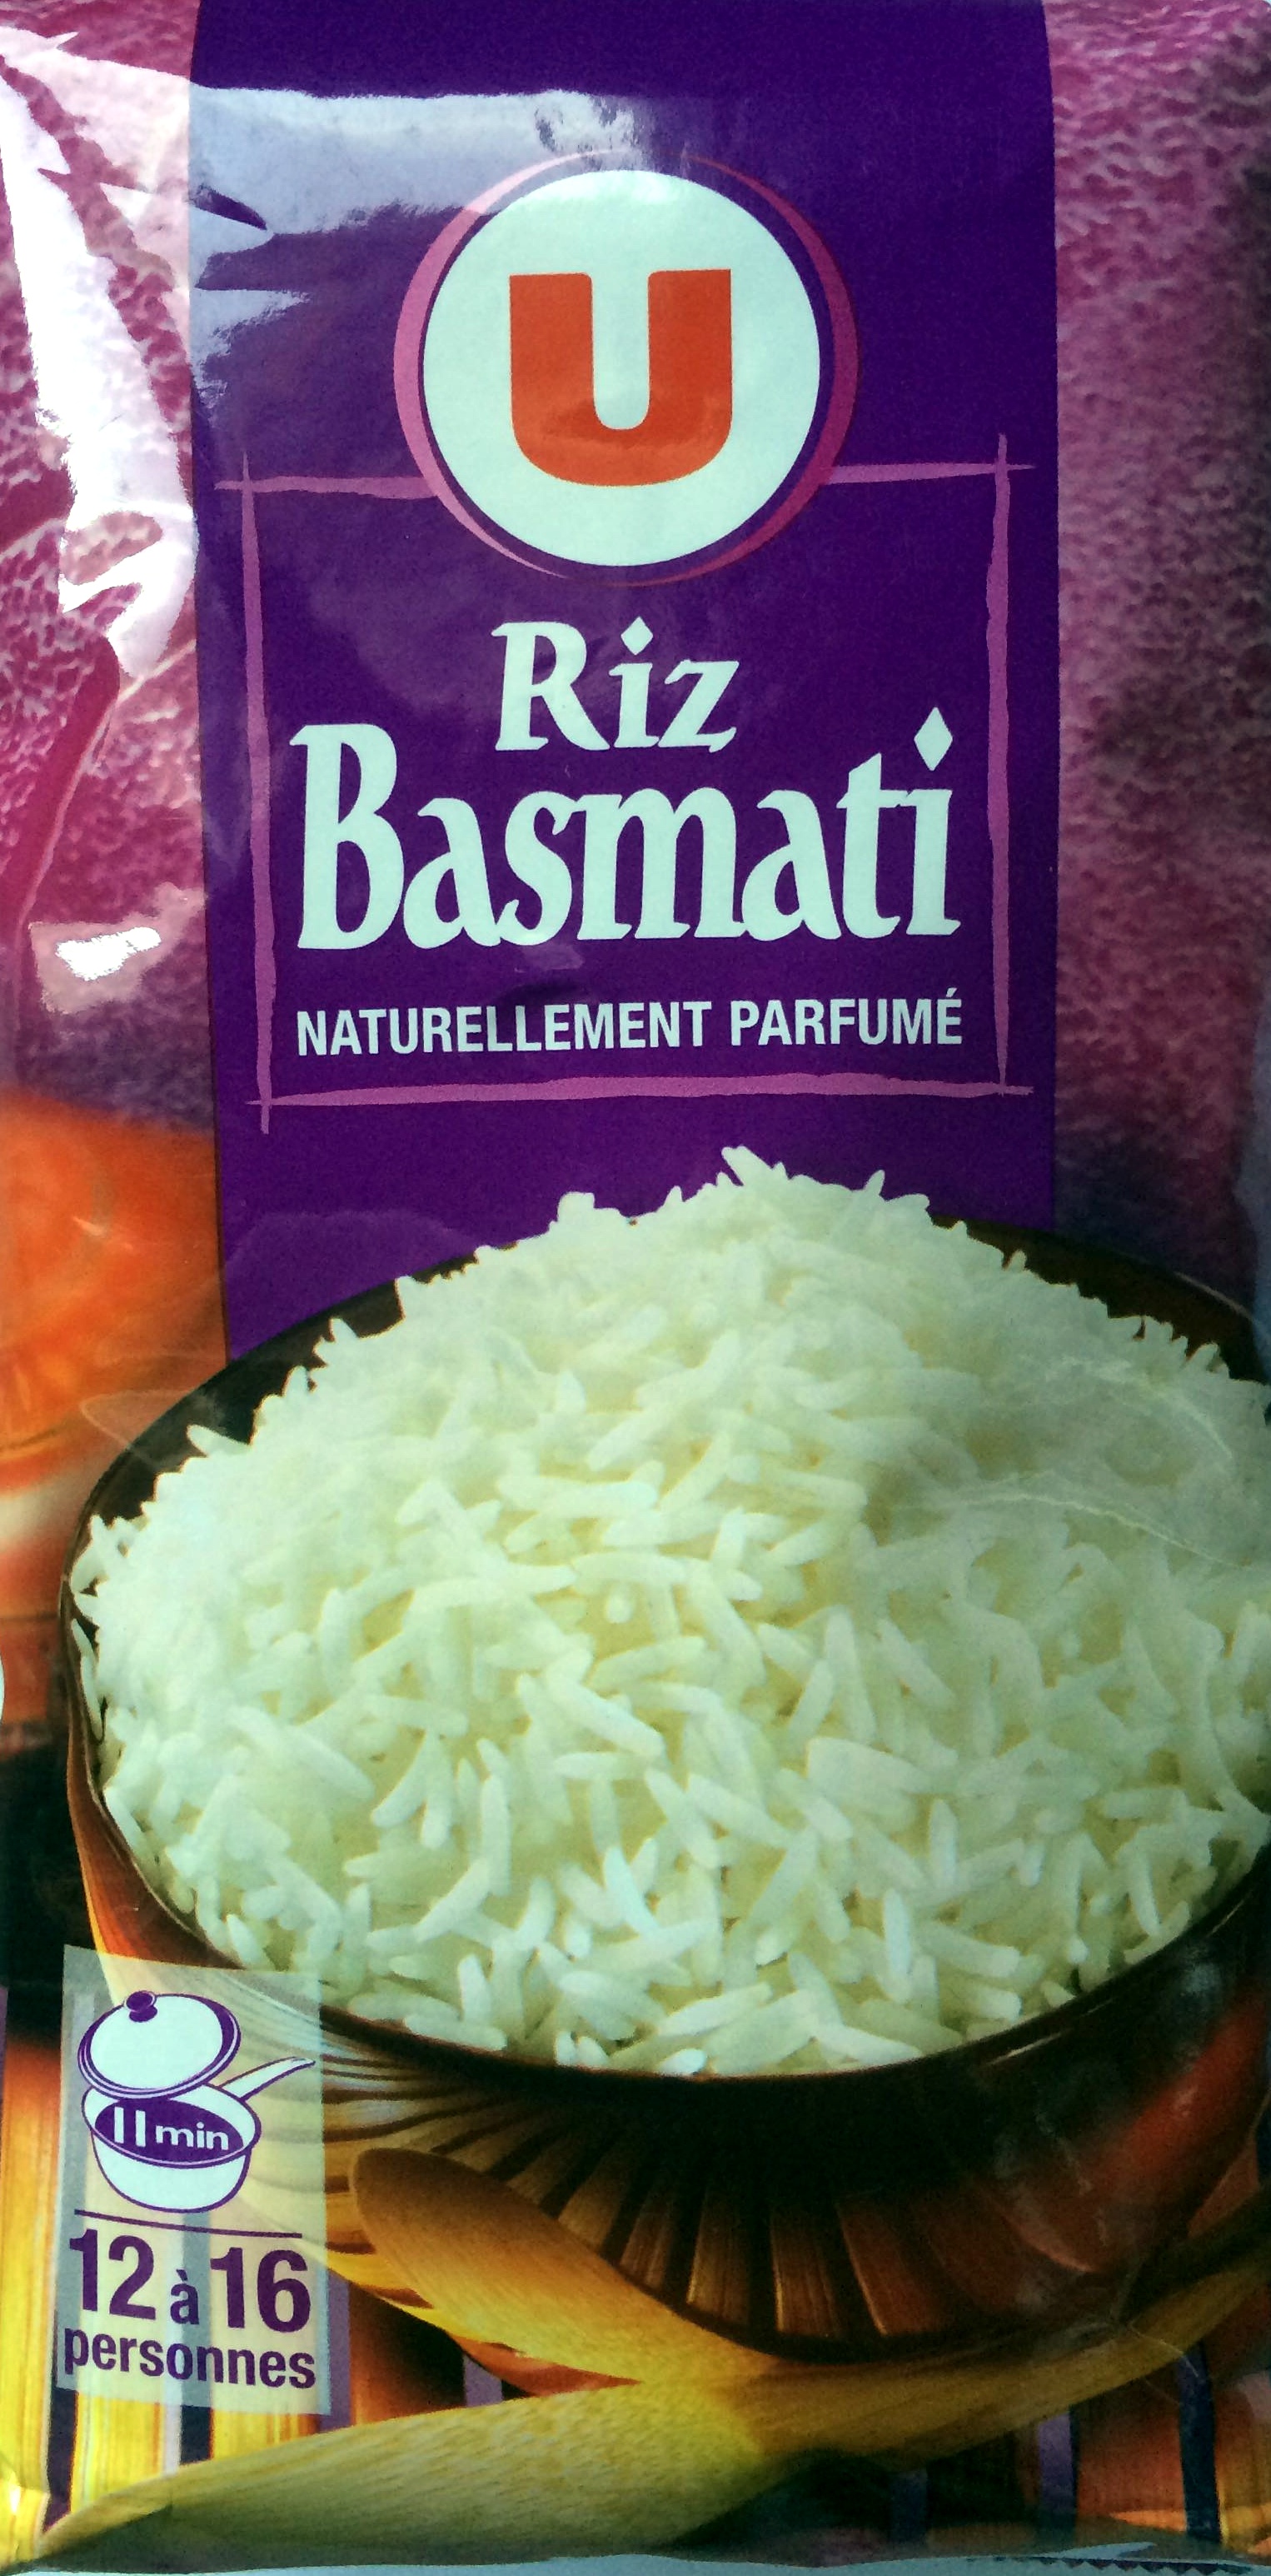 U
Riz
Basmati
NATURELLEMENT PARFUMÉ
11 min
12 à 16
personnes